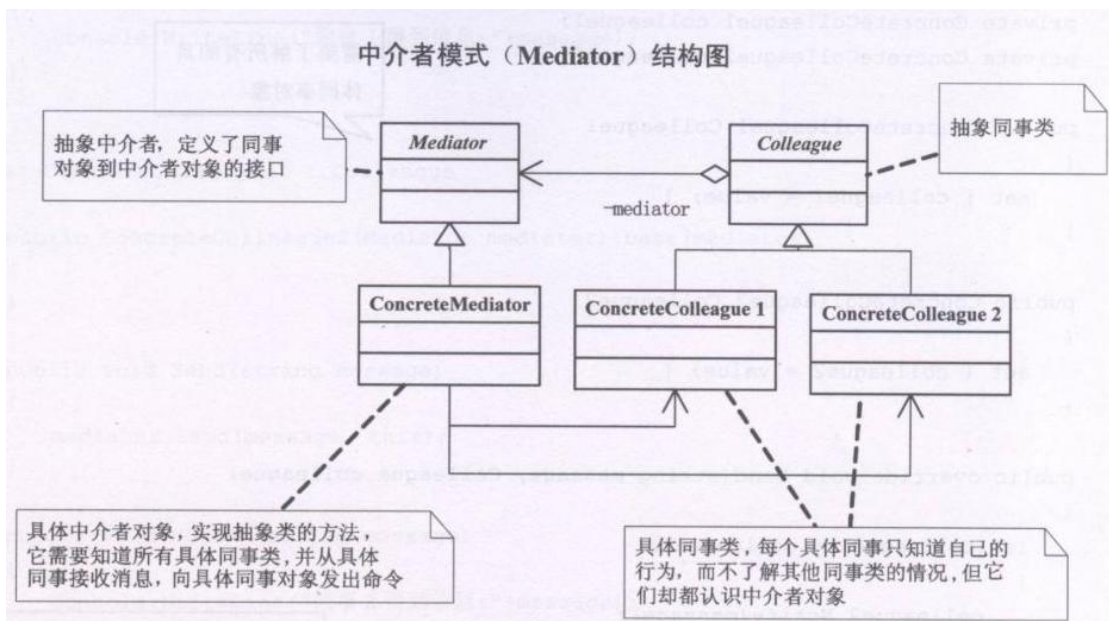 中介者模式（Mediator）结构图
抽象中介者，定义了同事
对象到中介者对象的接口
Mediator
Colleague
抽象同事类
-mediator
ConcreteMediator
ConcreteColleague 1
ConcreteColleague 2
具体中介者对象，实现抽象类的方法，
它需要知道所有具体同事类，并从具体
同事接收消息，向具体同事对象发出命令
具体同事类，每个具体同事只知道自己的
行为，而不了解其他同事类的情况，但它
们却都认识中介者对象